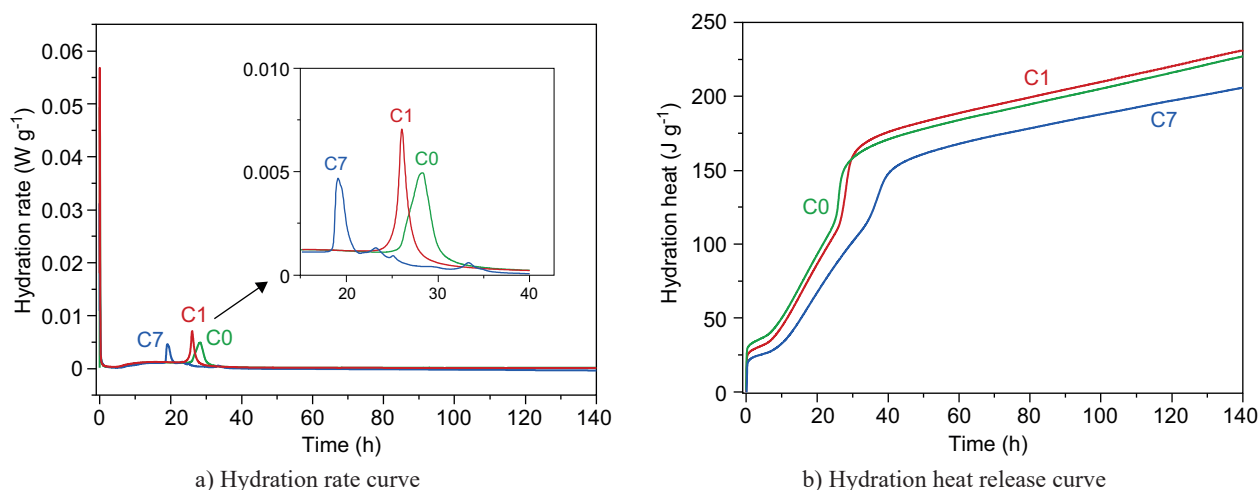 0.06
0.05
0.04
0.03
0.02
0.01
0
Hydration rate (W g⁻¹)
0 20 40 60 80 100 120 140
Time (h)
C7
C1
C0
0.010
0.005
0
20 30 40
C7
C1
C0
a) Hydration rate curve
250
200
150
100
50
0
Hydration heat (J g⁻¹)
0 20 40 60 80 100 120 140
Time (h)
C1
C0
C7
b) Hydration heat release curve